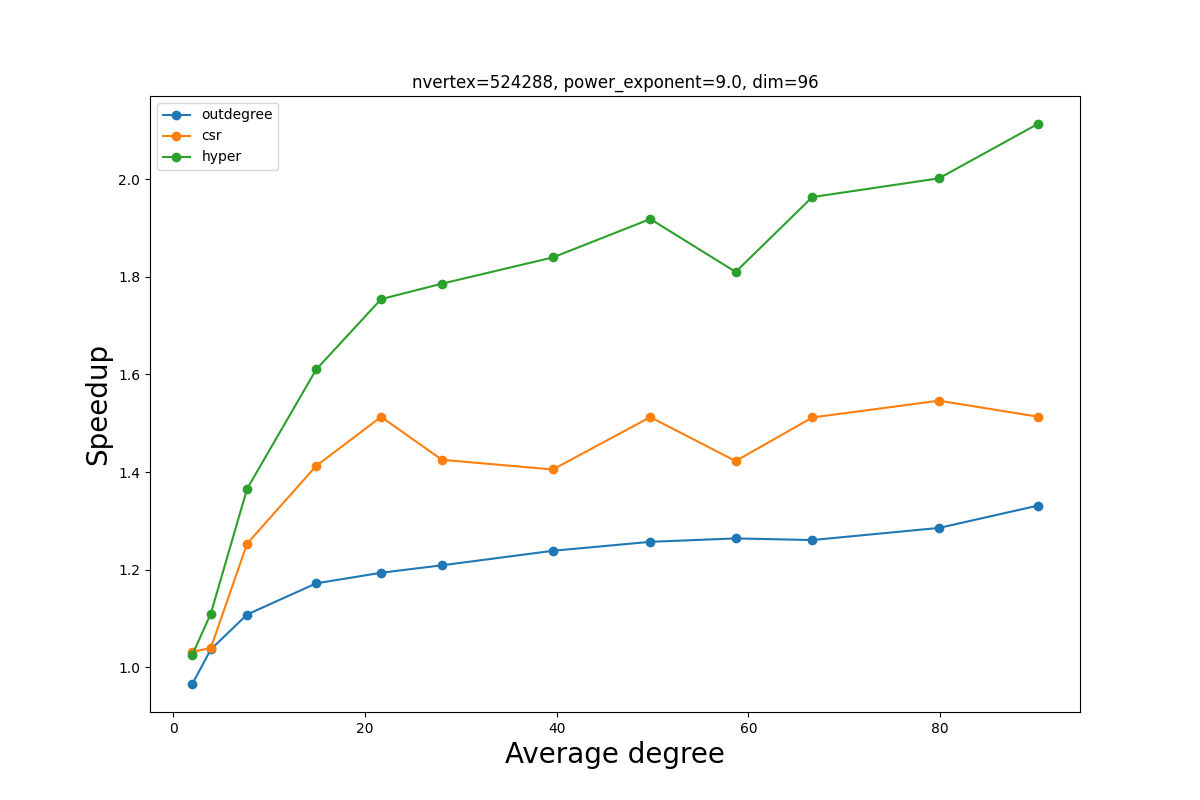 nvertex=524288, power_exponent=9.0, dim=96
outdegree
csr
hyper
Speedup
2.0
1.8
1.6
1.4
1.2
1.0
0 20 40 60 80
Average degree